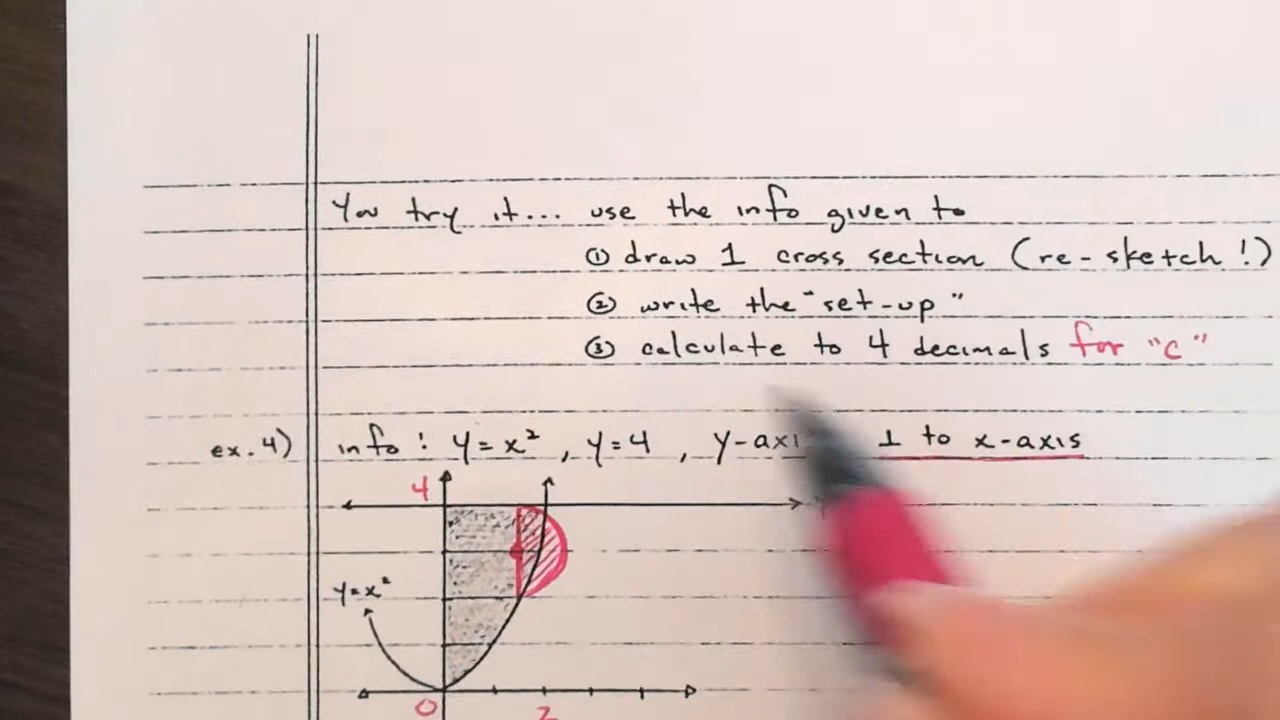 You try it... use the info given to
① draw 1 cross section (re-sketch!)
② write the "set-up"
③ calculate to 4 decimals for "c"
ex. 4) info: y=x², y=4, ⊥ to x-axis
4
y=x²
0 2